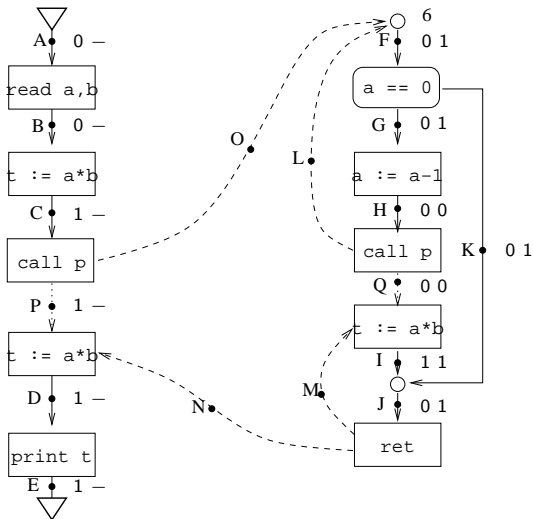 A 0 –
read a,b
B 0 –
t := a*b
C 1 –
call p
P 1 –
t := a*b
D 1 –
print t
E 1 –
O
N
L
M
6
F 0 1
a == 0
G 0 1
a := a-1
H 0 0
call p
K 0 1
Q 0 0
t := a*b
I 1 1
J 0 1
ret